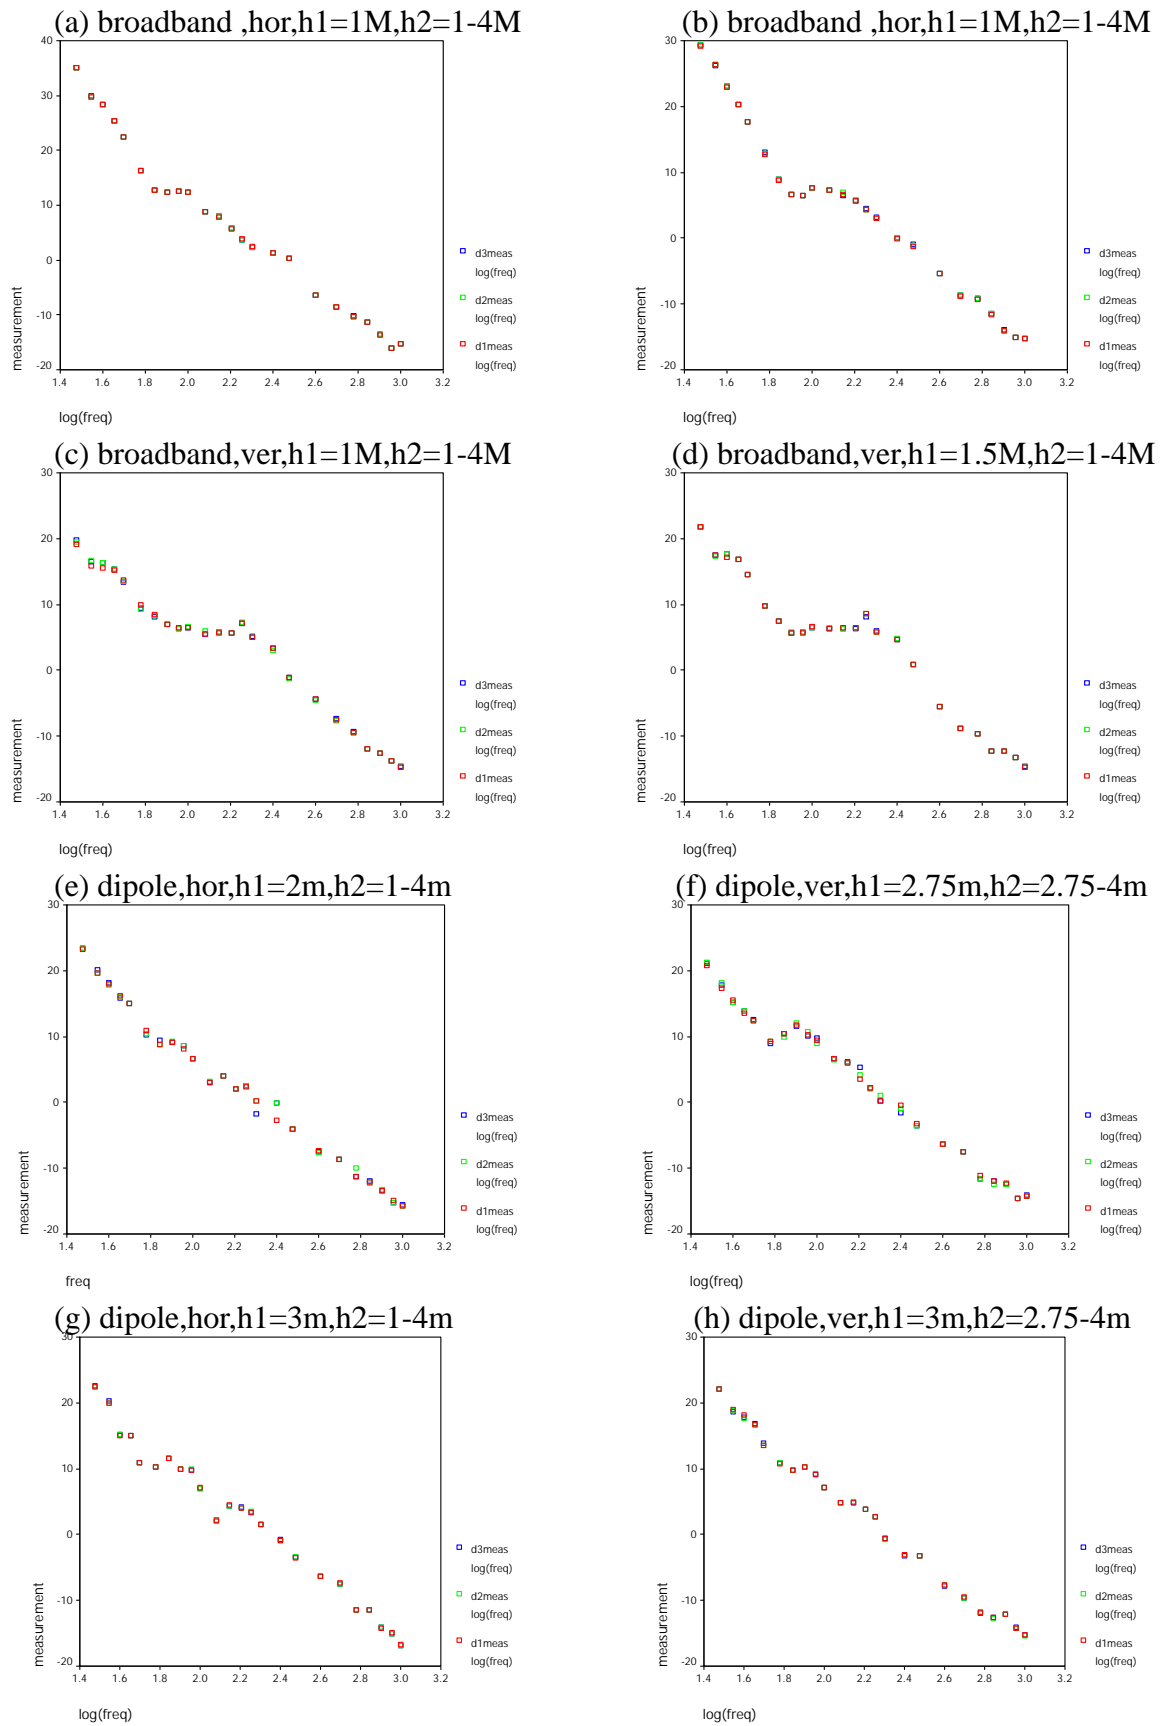 (a) broadband ,hor,h1=1M,h2=1-4M
40
30
20
10
0
-10
-20
measurement
1.4 1.6 1.8 2.0 2.2 2.4 2.6 2.8 3.0 3.2
log(freq)
d3meas
log(freq)
d2meas
log(freq)
d1meas
log(freq)
(b) broadband ,hor,h1=1M,h2=1-4M
30
20
10
0
-10
-20
measurement
1.4 1.6 1.8 2.0 2.2 2.4 2.6 2.8 3.0 3.2
log(freq)
d3meas
log(freq)
d2meas
log(freq)
d1meas
log(freq)
(c) broadband,ver,h1=1M,h2=1-4M
30
20
10
0
-10
-20
measurement
1.4 1.6 1.8 2.0 2.2 2.4 2.6 2.8 3.0 3.2
log(freq)
d3meas
log(freq)
d2meas
log(freq)
d1meas
log(freq)
(d) broadband,ver,h1=1.5M,h2=1-4M
30
20
10
0
-10
-20
measurement
1.4 1.6 1.8 2.0 2.2 2.4 2.6 2.8 3.0 3.2
log(freq)
d3meas
log(freq)
d2meas
log(freq)
d1meas
log(freq)
(e) dipole,hor,h1=2m,h2=1-4m
30
20
10
0
-10
-20
measurement
1.4 1.6 1.8 2.0 2.2 2.4 2.6 2.8 3.0 3.2
freq
d3meas
log(freq)
d2meas
log(freq)
d1meas
log(freq)
(f) dipole,ver,h1=2.75m,h2=2.75-4m
30
20
10
0
-10
-20
measurement
1.4 1.6 1.8 2.0 2.2 2.4 2.6 2.8 3.0 3.2
log(freq)
d3meas
log(freq)
d2meas
log(freq)
d1meas
log(freq)
(g) dipole,hor,h1=3m,h2=1-4m
30
20
10
0
-10
-20
measurement
1.4 1.6 1.8 2.0 2.2 2.4 2.6 2.8 3.0 3.2
log(freq)
d3meas
log(freq)
d2meas
log(freq)
d1meas
log(freq)
(h) dipole,ver,h1=3m,h2=2.75-4m
30
20
10
0
-10
-20
measurement
1.4 1.6 1.8 2.0 2.2 2.4 2.6 2.8 3.0 3.2
log(freq)
d3meas
log(freq)
d2meas
log(freq)
d1meas
log(freq)